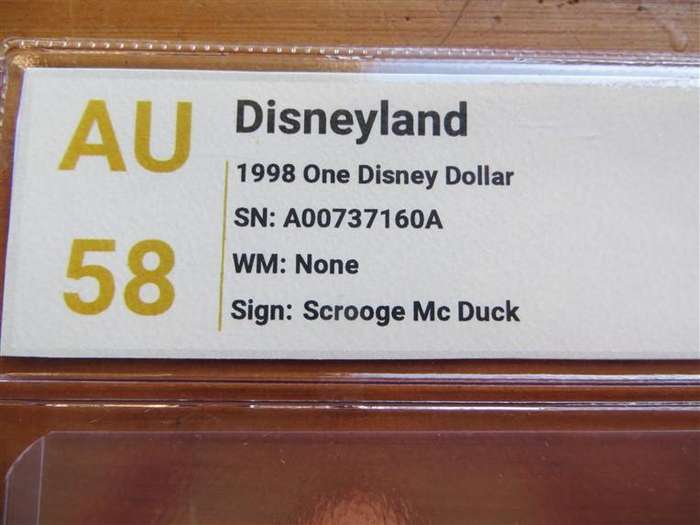 AU
58
Disneyland
1998 One Disney Dollar
SN: A00737160A
WM: None
Sign: Scrooge Mc Duck